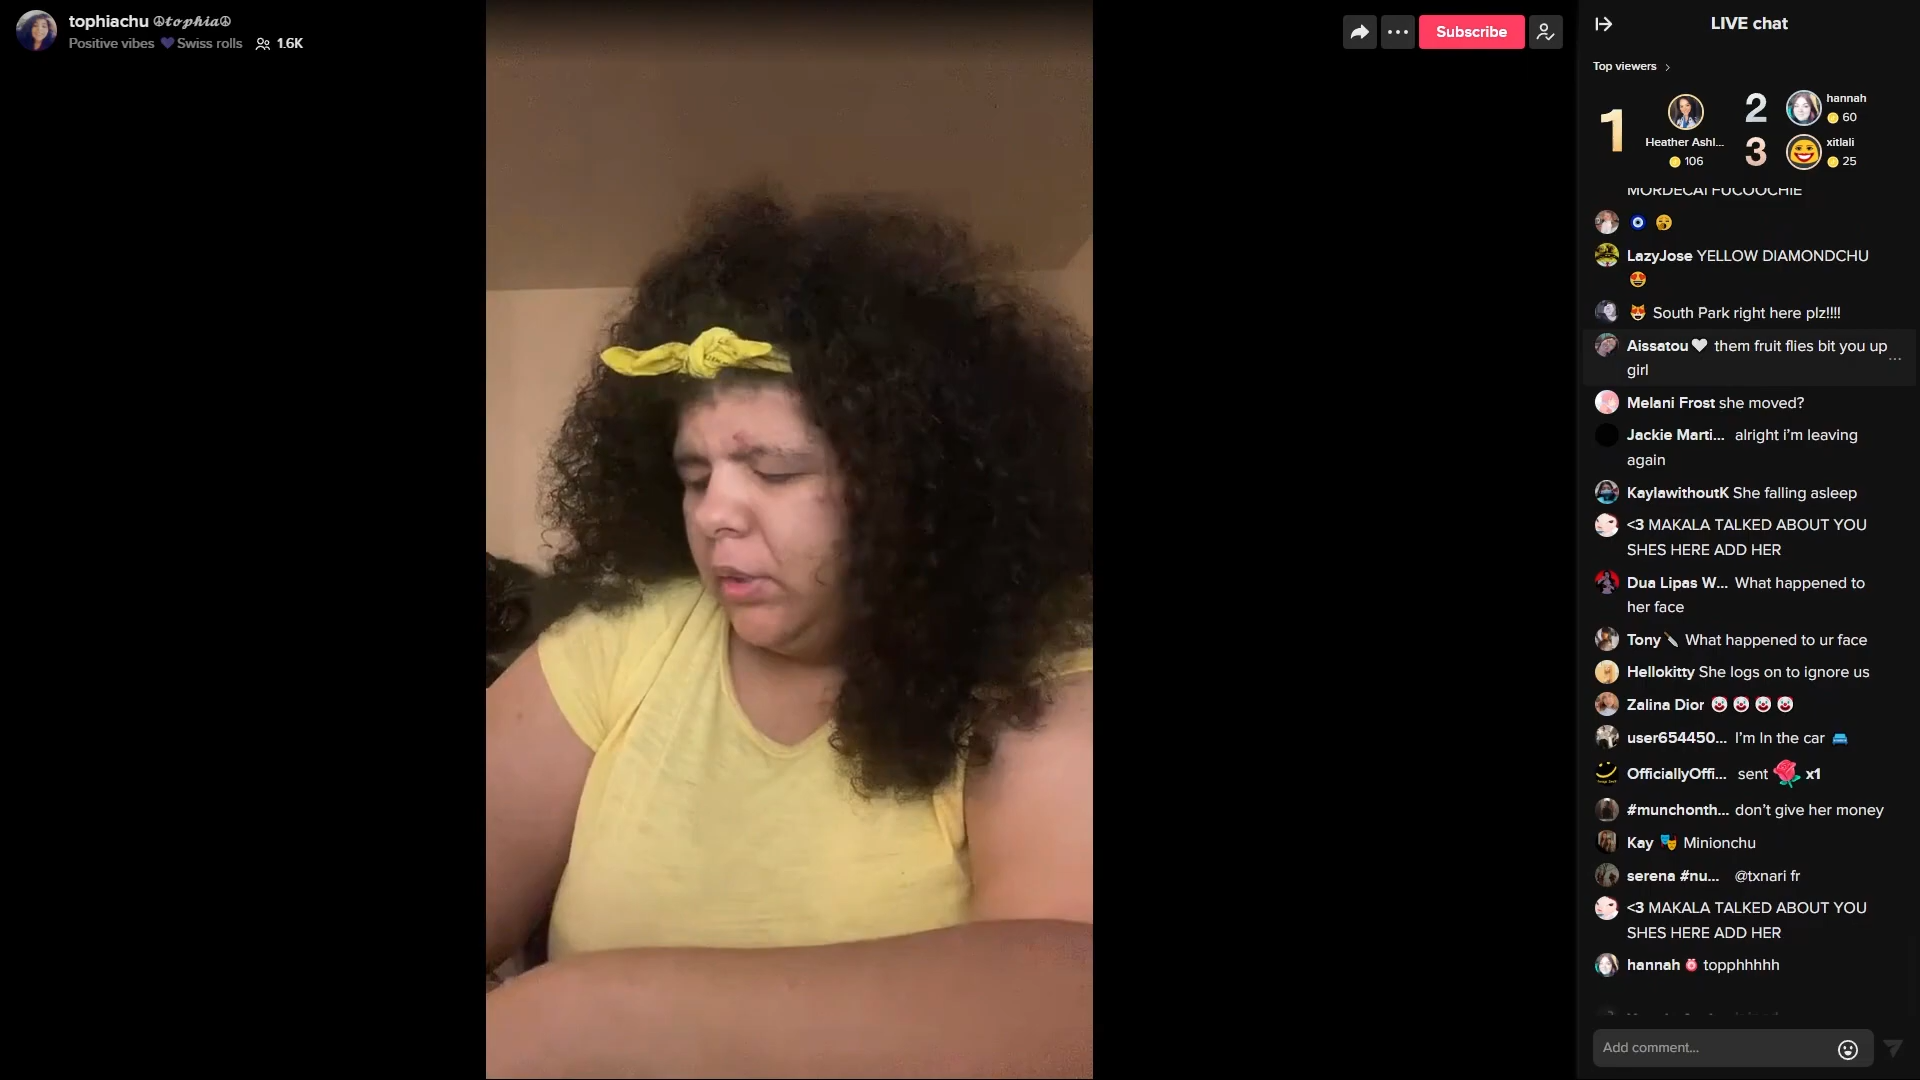 tophiachu ☮𝓽𝓸𝓹𝓱𝓲𝓪☮
Positive vibes 💜Swiss rolls 1.6K
Subscribe
LIVE chat
Top viewers >
1
Heather Ashl...
106
2
hannah
60
3
xitlali
25
MORDECAI FUCOOCHIE
🧿 🥱
LazyJose YELLOW DIAMONDCHU
😍
😻 South Park right here plz!!!!
Aissatou🤍 them fruit flies bit you up
girl
Melani Frost she moved?
Jackie Marti... alright i’m leaving
again
KaylawithoutK She falling asleep
<3 MAKALA TALKED ABOUT YOU
SHES HERE ADD HER
Dua Lipas W... What happened to
her face
Tony🔪 What happened to ur face
Hellokitty She logs on to ignore us
Zalina Dior 🤡🤡🤡🤡
user654450... I’m In the car 🚘
OfficiallyOffi... sent 🌹 x1
#munchonth... don’t give her money
Kay 🎭 Minionchu
serena #nu... @txnari fr
<3 MAKALA TALKED ABOUT YOU
SHES HERE ADD HER
hannah topphhhhh
Add comment...